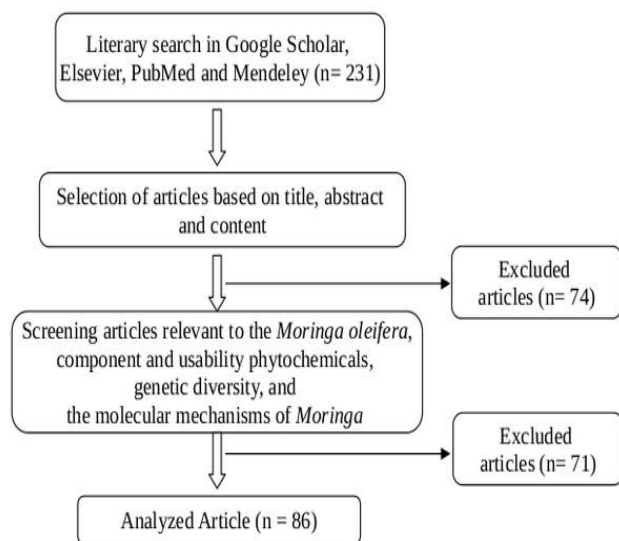 Literary search in Google Scholar,
Elsevier, PubMed and Mendeley (n= 231)
Selection of articles based on title, abstract
and content
Excluded
articles (n= 74)
Screening articles relevant to the Moringa oleifera,
component and usability phytochemicals,
genetic diversity, and
the molecular mechanisms of Moringa
Excluded
articles (n= 71)
Analyzed Article (n = 86)